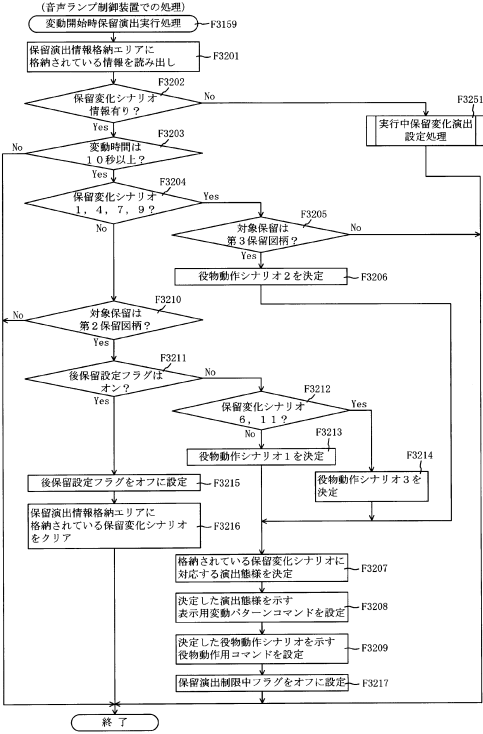 (音声ランプ制御装置での処理)
変動開始時保留演出実行処理
F3159
保留演出情報格納エリアに
格納されている情報を読み出し
F3201
F3202
保留変化シナリオ
情報有り?
No
Yes
F3251
実行中保留変化演出
設定処理
F3203
変動時間は
10秒以上?
No
Yes
F3204
保留変化シナリオ
1, 4, 7, 9?
Yes
No
F3205
対象保留は
第3保留図柄?
No
Yes
役物動作シナリオ2を決定
F3206
F3210
対象保留は
第2保留図柄?
No
Yes
F3211
後保留設定フラグは
オン?
No
Yes
F3212
保留変化シナリオ
6, 11?
Yes
No
F3213
役物動作シナリオ1を決定
F3214
役物動作シナリオ3を
決定
後保留設定フラグをオフに設定
F3215
保留演出情報格納エリアに
格納されている保留変化シナリオ
をクリア
F3216
格納されている保留変化シナリオに
対応する演出態様を決定
F3207
決定した演出態様を示す
表示用変動パターンコマンドを設定
F3208
決定した役物動作シナリオを示す
役物動作用コマンドを設定
F3209
保留演出制限中フラグをオフに設定
F3217
終了